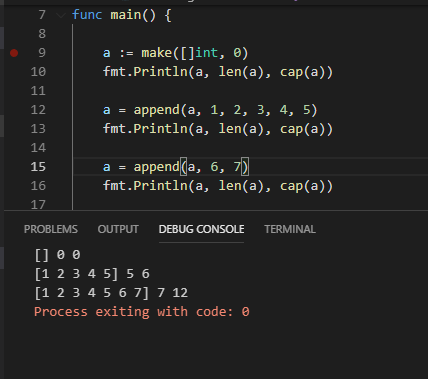 7 func main() {
8
9 a := make([]int, 0)
10 fmt.Println(a, len(a), cap(a))
11
12 a = append(a, 1, 2, 3, 4, 5)
13 fmt.Println(a, len(a), cap(a))
14
15 a = append(a, 6, 7)
16 fmt.Println(a, len(a), cap(a))
17
PROBLEMS OUTPUT DEBUG CONSOLE TERMINAL
[] 0 0
[1 2 3 4 5] 5 6
[1 2 3 4 5 6 7] 7 12
Process exiting with code: 0